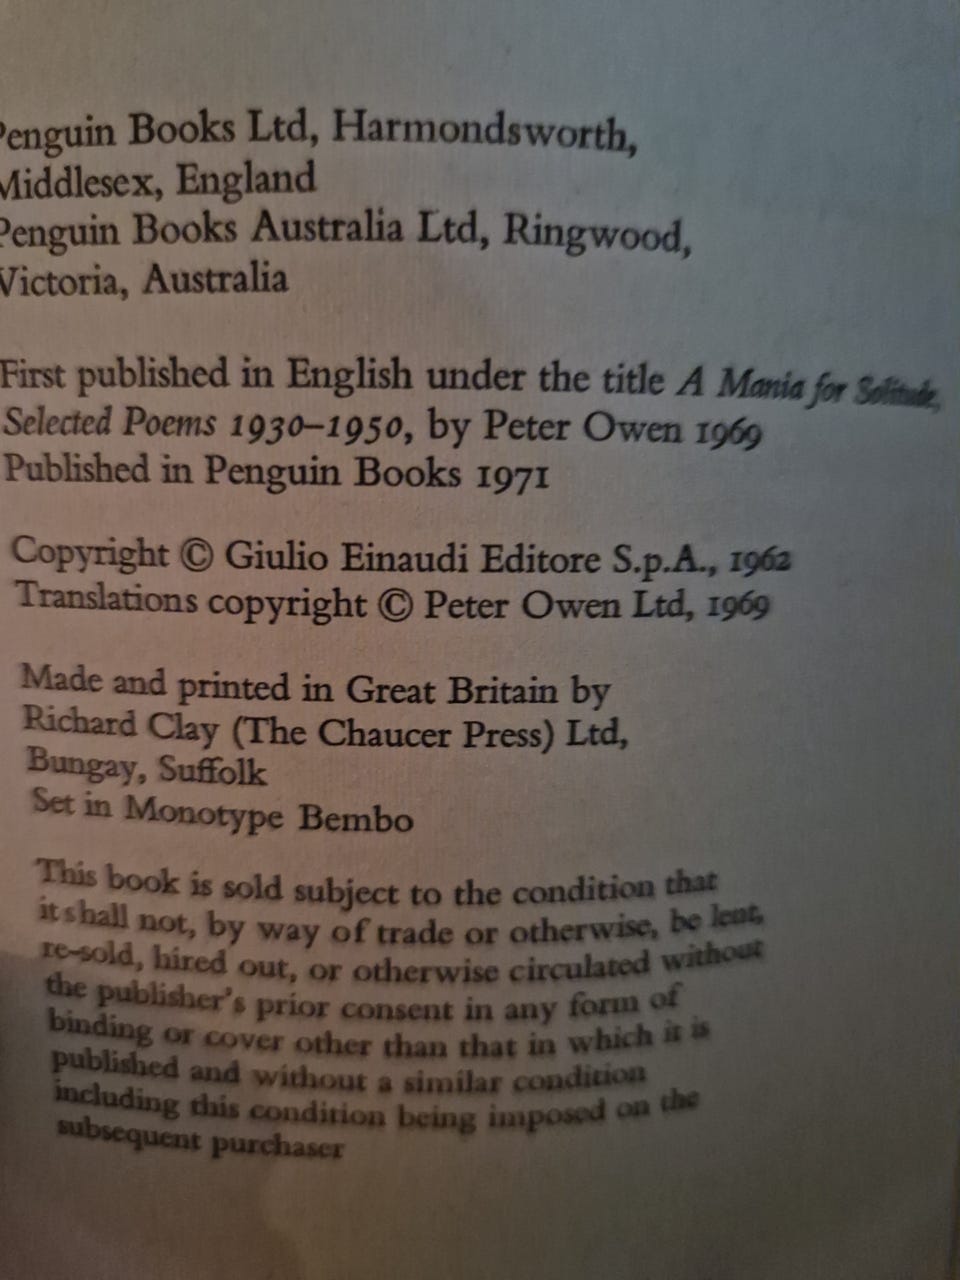 Penguin Books Ltd, Harmondsworth,
Middlesex, England
Penguin Books Australia Ltd, Ringwood,
Victoria, Australia
First published in English under the title A Mania for Solitude,
Selected Poems 1930–1950, by Peter Owen 1969
Published in Penguin Books 1971
Copyright © Giulio Einaudi Editore S.p.A., 1962
Translations copyright © Peter Owen Ltd, 1969
Made and printed in Great Britain by
Richard Clay (The Chaucer Press) Ltd,
Bungay, Suffolk
Set in Monotype Bembo
This book is sold subject to the condition that
it shall not, by way of trade or otherwise, be lent,
re-sold, hired out, or otherwise circulated without
the publisher's prior consent in any form of
binding or cover other than that in which it is
published and without a similar condition
including this condition being imposed on the
subsequent purchaser